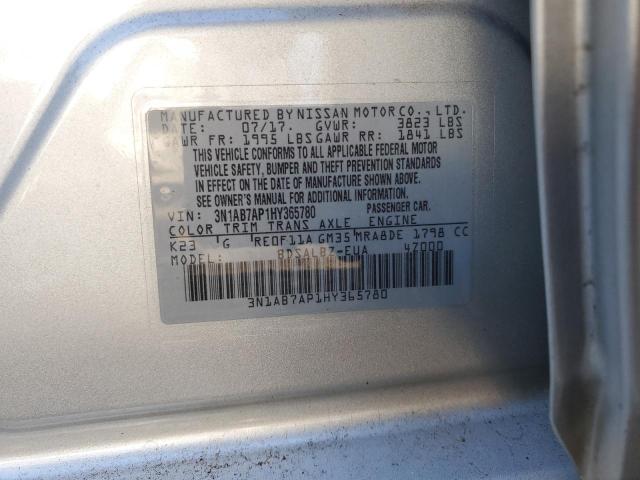 MANUFACTURED BY NISSAN MOTOR CO., LTD.
DATE: 07/17. GVWR: 3823 LBS
GAWR FR: 1995 LBS GAWR RR: 1841 LBS
THIS VEHICLE CONFORMS TO ALL APPLICABLE FEDERAL MOTOR
VEHICLE SAFETY, BUMPER AND THEFT PREVENTION STANDARDS
IN EFFECT ON THE DATE OF MANUFACTURE SHOWN ABOVE.
SEE OWNER'S MANUAL FOR ADDITIONAL INFORMATION.
VIN: 3N1AB7AP1HY365780 PASSENGER CAR.
COLOR TRIM TRANS AXLE ENGINE
K23 G RE0F11A GM35 MRA8DE 1798 CC
MODEL: BDSALBZ-EUA 47000
3N1AB7AP1HY365780